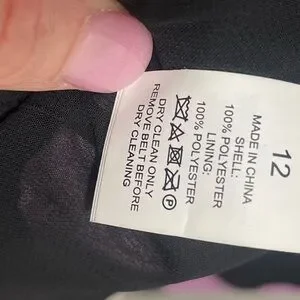 12
MADE IN CHINA
SHELL:
100% POLYESTER
LINING:
100% POLYESTER
P
DRY CLEAN ONLY
REMOVE BELT BEFORE
DRY CLEANING